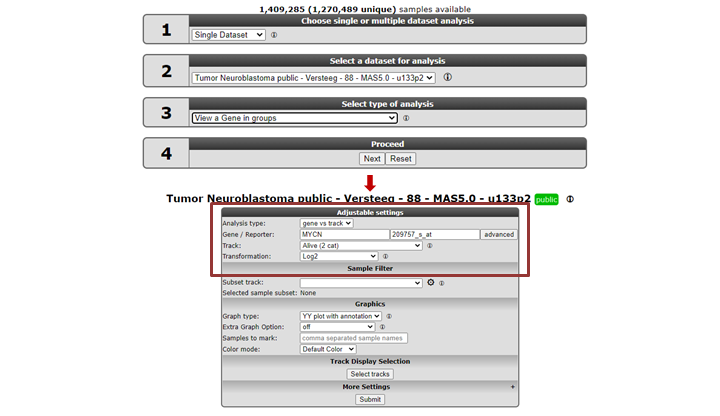 1,409,285 (1,270,489 unique) samples available
Choose single or multiple dataset analysis
1
Single Dataset
Select a dataset for analysis
2
Tumor Neuroblastoma public - Versteeg - 88 - MAS5.0 - u133p2
Select type of analysis
3
View a Gene in groups
Proceed
4
Next Reset
Tumor Neuroblastoma public - Versteeg - 88 - MAS5.0 - u133p2 public
Adjustable settings
Analysis type: gene vs track
Gene / Reporter: MYCN 209757_s_at advanced
Track: Alive (2 cat)
Transformation: Log2
Sample Filter
Subset track:
Selected sample subset: None
Graphics
Graph type: YY plot with annotation
Extra Graph Option: off
Samples to mark: comma separated sample names
Color mode: Default Color
Track Display Selection
Select tracks
More Settings +
Submit